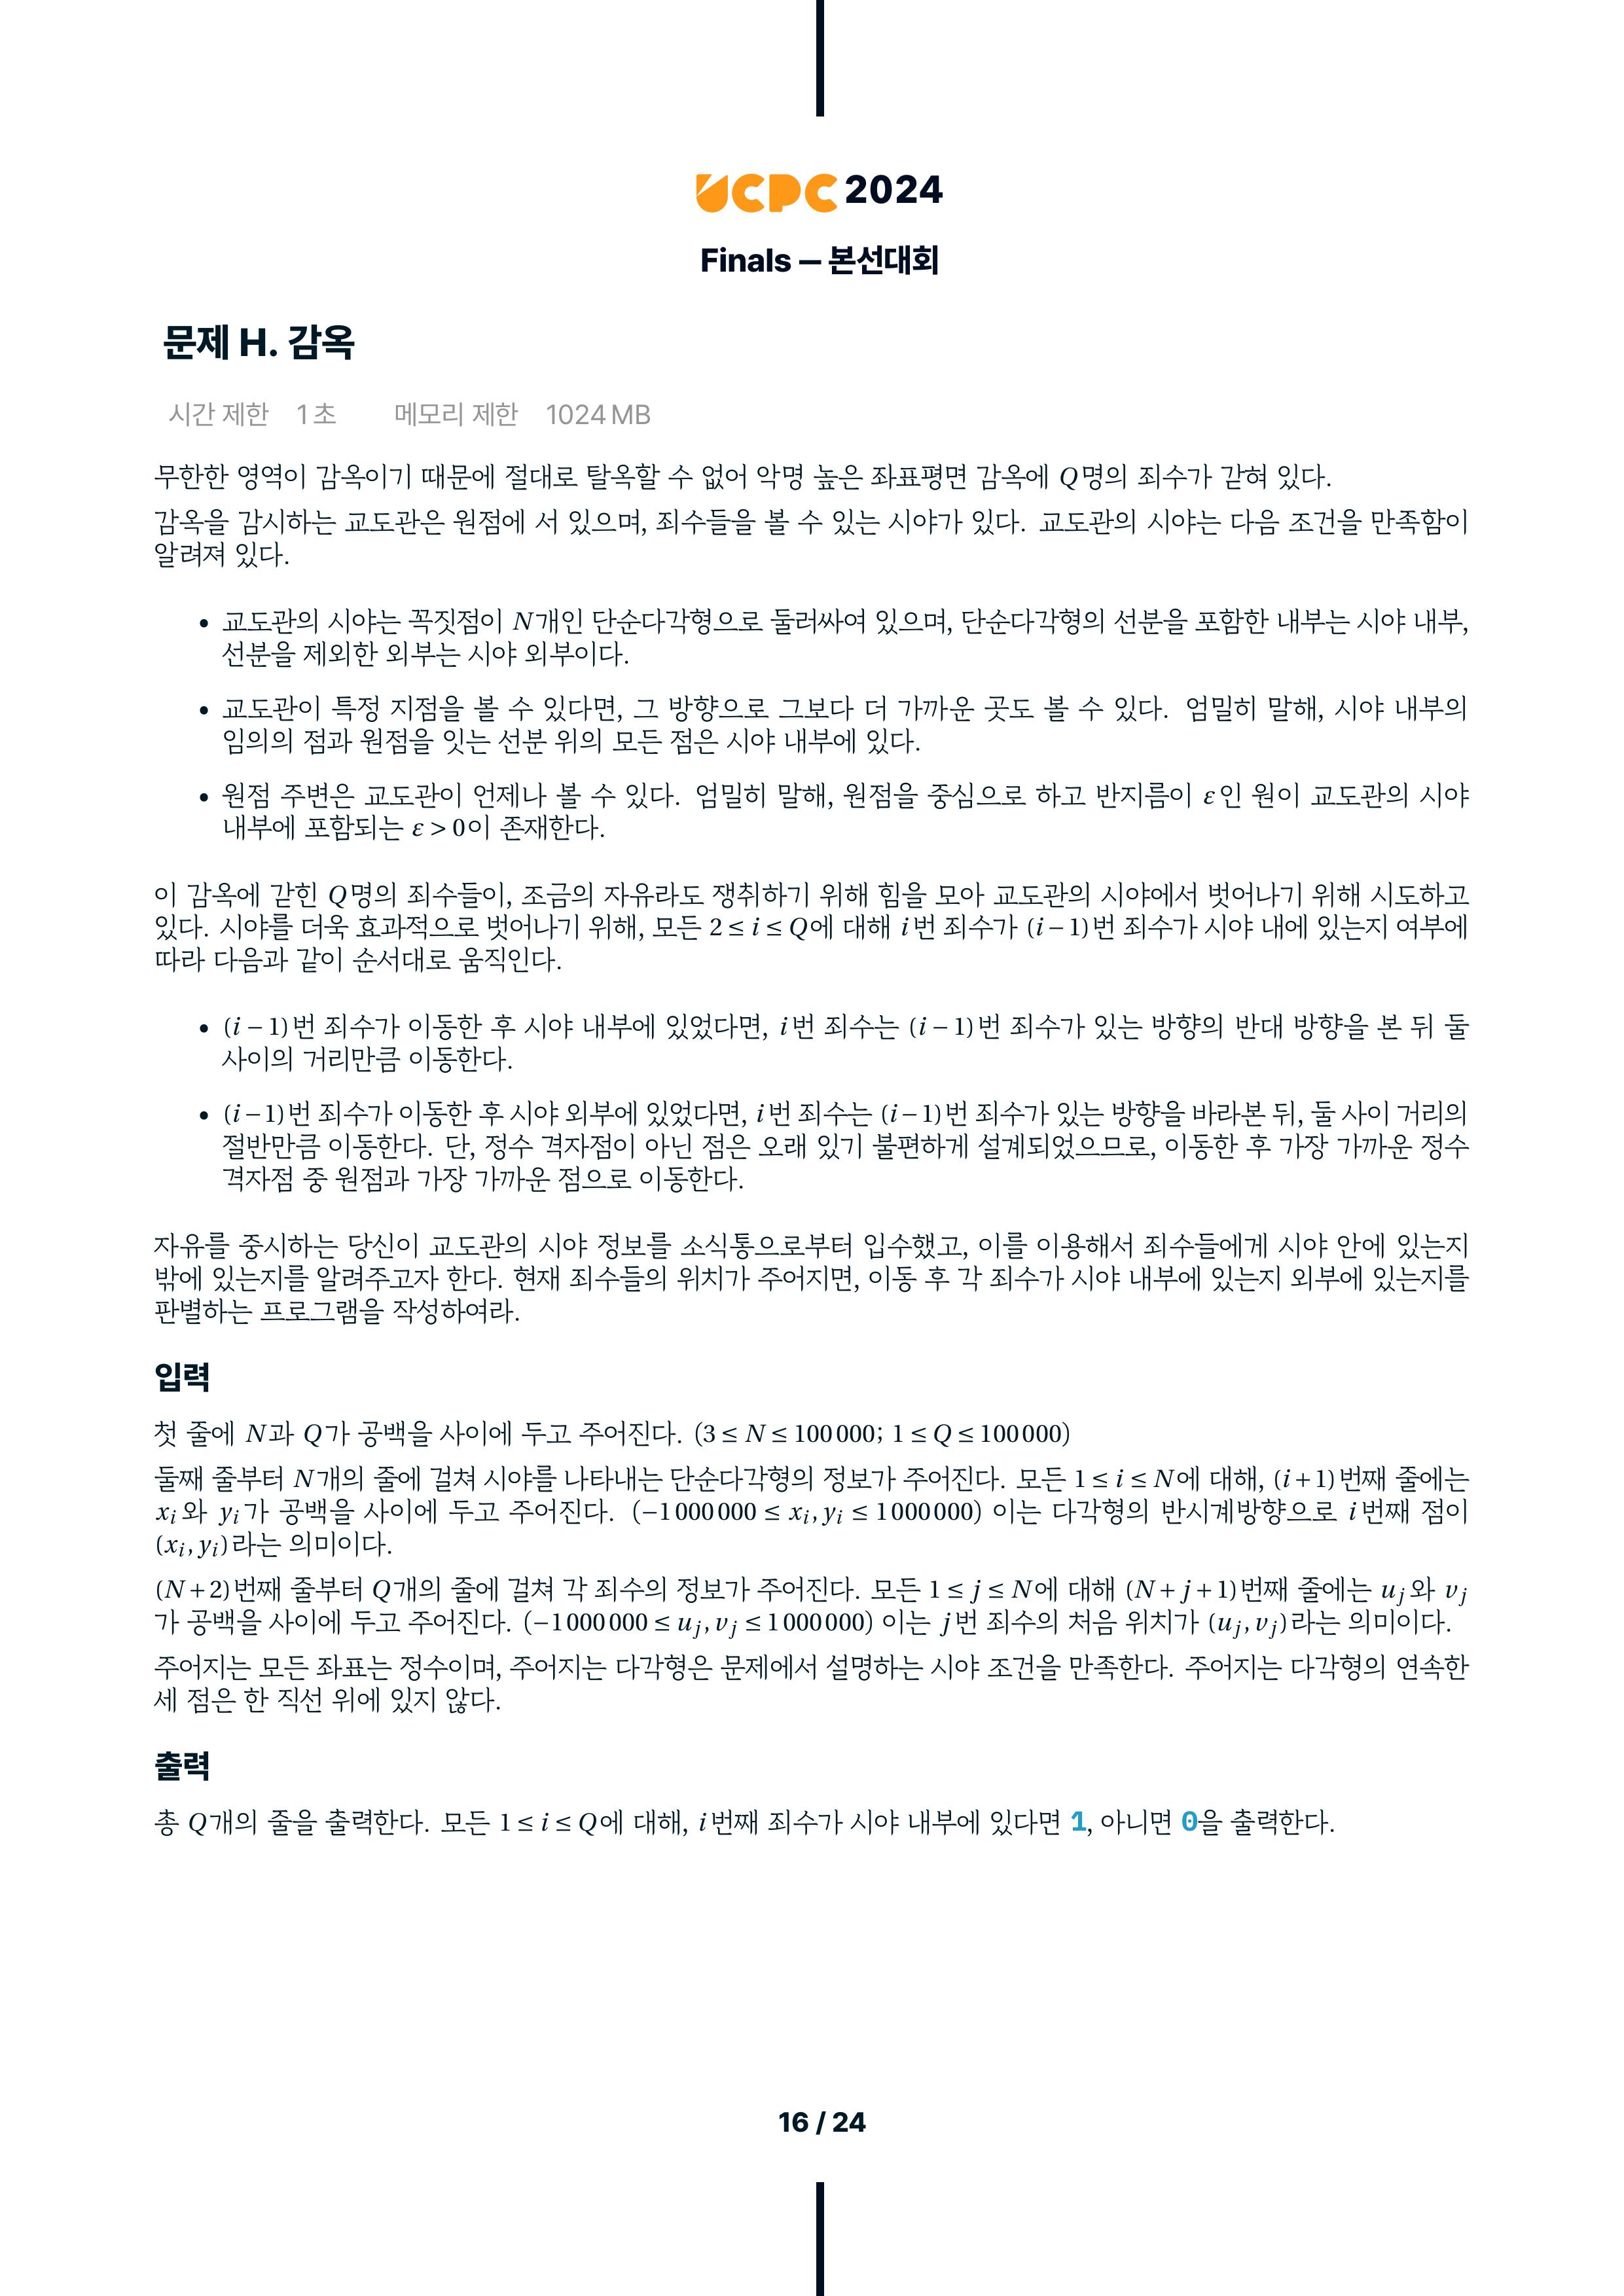 UCPC 2024
Finals — 본선대회
문제 H. 감옥
시간 제한 1 초 메모리 제한 1024 MB
무한한 영역이 감옥이기 때문에 절대로 탈옥할 수 없어 악명 높은 좌표평면 감옥에 Q명의 죄수가 갇혀 있다.
감옥을 감시하는 교도관은 원점에 서 있으며, 죄수들을 볼 수 있는 시야가 있다. 교도관의 시야는 다음 조건을 만족함이
알려져 있다.
• 교도관의 시야는 꼭짓점이 N개인 단순다각형으로 둘러싸여 있으며, 단순다각형의 선분을 포함한 내부는 시야 내부,
선분을 제외한 외부는 시야 외부이다.
• 교도관이 특정 지점을 볼 수 있다면, 그 방향으로 그보다 더 가까운 곳도 볼 수 있다. 엄밀히 말해, 시야 내부의
임의의 점과 원점을 잇는 선분 위의 모든 점은 시야 내부에 있다.
• 원점 주변은 교도관이 언제나 볼 수 있다. 엄밀히 말해, 원점을 중심으로 하고 반지름이 ε인 원이 교도관의 시야
내부에 포함되는 ε > 0이 존재한다.
이 감옥에 갇힌 Q명의 죄수들이, 조금의 자유라도 쟁취하기 위해 힘을 모아 교도관의 시야에서 벗어나기 위해 시도하고
있다. 시야를 더욱 효과적으로 벗어나기 위해, 모든 2 ≤ i ≤ Q에 대해 i번 죄수가 (i − 1)번 죄수가 시야 내에 있는지 여부에
따라 다음과 같이 순서대로 움직인다.
• (i − 1)번 죄수가 이동한 후 시야 내부에 있었다면, i번 죄수는 (i − 1)번 죄수가 있는 방향의 반대 방향을 본 뒤 둘
사이의 거리만큼 이동한다.
• (i − 1)번 죄수가 이동한 후 시야 외부에 있었다면, i번 죄수는 (i − 1)번 죄수가 있는 방향을 바라본 뒤, 둘 사이 거리의
절반만큼 이동한다. 단, 정수 격자점이 아닌 점은 오래 있기 불편하게 설계되었으므로, 이동한 후 가장 가까운 정수
격자점 중 원점과 가장 가까운 점으로 이동한다.
자유를 중시하는 당신이 교도관의 시야 정보를 소식통으로부터 입수했고, 이를 이용해서 죄수들에게 시야 안에 있는지
밖에 있는지를 알려주고자 한다. 현재 죄수들의 위치가 주어지면, 이동 후 각 죄수가 시야 내부에 있는지 외부에 있는지를
판별하는 프로그램을 작성하여라.
입력
첫 줄에 N과 Q가 공백을 사이에 두고 주어진다. (3 ≤ N ≤ 100 000; 1 ≤ Q ≤ 100 000)
둘째 줄부터 N개의 줄에 걸쳐 시야를 나타내는 단순다각형의 정보가 주어진다. 모든 1 ≤ i ≤ N에 대해, (i + 1)번째 줄에는
x_i와 y_i가 공백을 사이에 두고 주어진다. (−1 000 000 ≤ x_i, y_i ≤ 1 000 000) 이는 다각형의 반시계방향으로 i번째 점이
(x_i, y_i)라는 의미이다.
(N + 2)번째 줄부터 Q개의 줄에 걸쳐 각 죄수의 정보가 주어진다. 모든 1 ≤ j ≤ N에 대해 (N + j + 1)번째 줄에는 u_j와 v_j
가 공백을 사이에 두고 주어진다. (−1 000 000 ≤ u_j, v_j ≤ 1 000 000) 이는 j번 죄수의 처음 위치가 (u_j, v_j)라는 의미이다.
주어지는 모든 좌표는 정수이며, 주어지는 다각형은 문제에서 설명하는 시야 조건을 만족한다. 주어지는 다각형의 연속한
세 점은 한 직선 위에 있지 않다.
출력
총 Q개의 줄을 출력한다. 모든 1 ≤ i ≤ Q에 대해, i번째 죄수가 시야 내부에 있다면 1, 아니면 0을 출력한다.
16 / 24